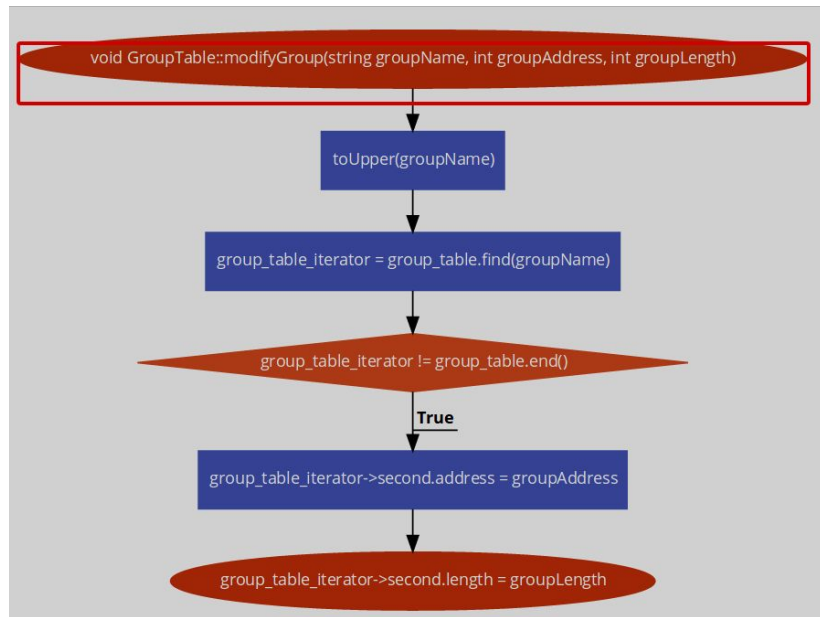 void GroupTable::modifyGroup(string groupName, int groupAddress, int groupLength)
toUpper(groupName)
group_table_iterator = group_table.find(groupName)
group_table_iterator != group_table.end()
True
group_table_iterator->second.address = groupAddress
group_table_iterator->second.length = groupLength